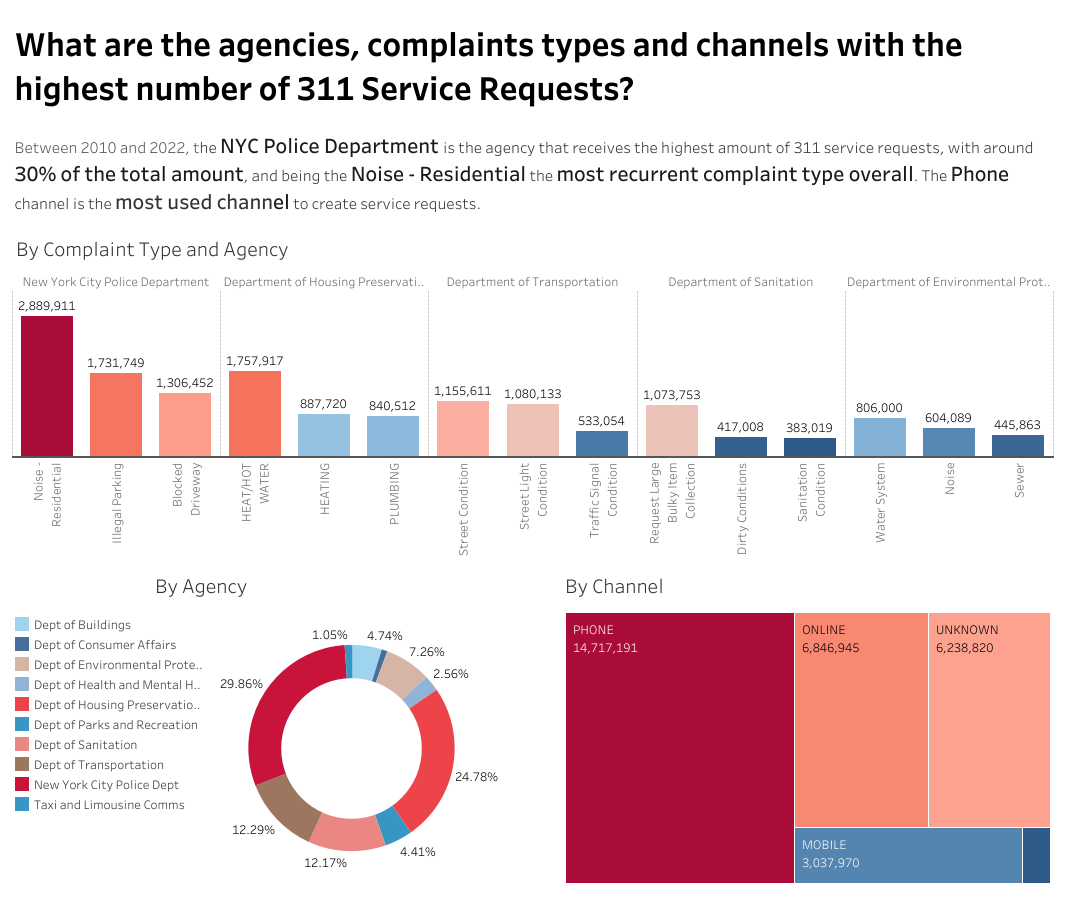 What are the agencies, complaints types and channels with the
highest number of 311 Service Requests?
Between 2010 and 2022, the NYC Police Department is the agency that receives the highest amount of 311 service requests, with around
30% of the total amount, and being the Noise - Residential the most recurrent complaint type overall. The Phone
channel is the most used channel to create service requests.
By Complaint Type and Agency
New York City Police Department
Department of Housing Preservati..
Department of Transportation
Department of Sanitation
Department of Environmental Prot..
2,889,911
1,731,749
1,306,452
1,757,917
887,720
840,512
1,155,611
1,080,133
533,054
1,073,753
417,008
383,019
806,000
604,089
445,863
Noise -
Residential
Illegal Parking
Blocked
Driveway
HEAT/HOT
WATER
HEATING
PLUMBING
Street Condition
Street Light
Condition
Traffic Signal
Condition
Request Large
Bulky Item
Collection
Dirty Conditions
Sanitation
Condition
Water System
Noise
Sewer
By Agency
Dept of Buildings
Dept of Consumer Affairs
Dept of Environmental Prote..
Dept of Health and Mental H..
Dept of Housing Preservatio..
Dept of Parks and Recreation
Dept of Sanitation
Dept of Transportation
New York City Police Dept
Taxi and Limousine Comms
1.05%
4.74%
7.26%
2.56%
29.86%
24.78%
12.29%
4.41%
12.17%
By Channel
PHONE
14,717,191
ONLINE
6,846,945
UNKNOWN
6,238,820
MOBILE
3,037,970